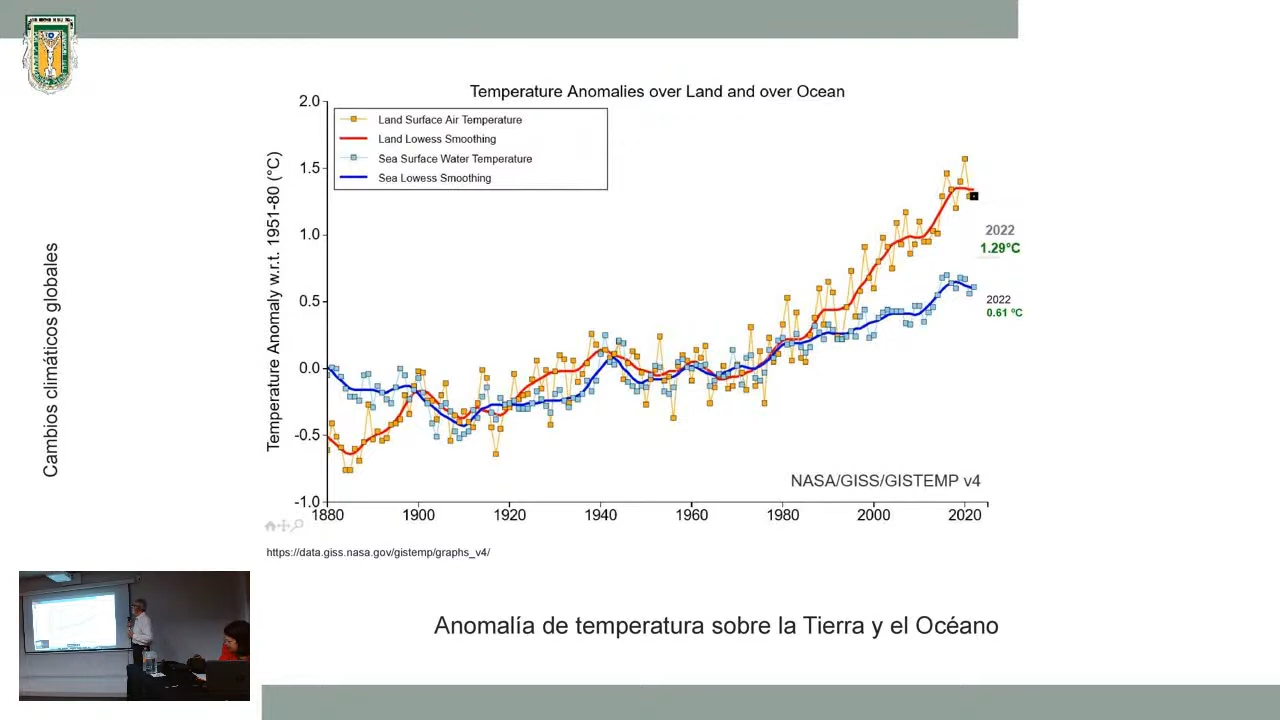 Temperature Anomalies over Land and over Ocean
Land Surface Air Temperature
Land Lowess Smoothing
Sea Surface Water Temperature
Sea Lowess Smoothing
Temperature Anomaly w.r.t. 1951-80 (°C)
2.0
1.5
1.0
0.5
0.0
-0.5
-1.0
2022
1.29°C
2022
0.61 ºC
NASA/GISS/GISTEMP v4
1880 1900 1920 1940 1960 1980 2000 2020
https://data.giss.nasa.gov/gistemp/graphs_v4/
Cambios climáticos globales
Anomalía de temperatura sobre la Tierra y el Océano